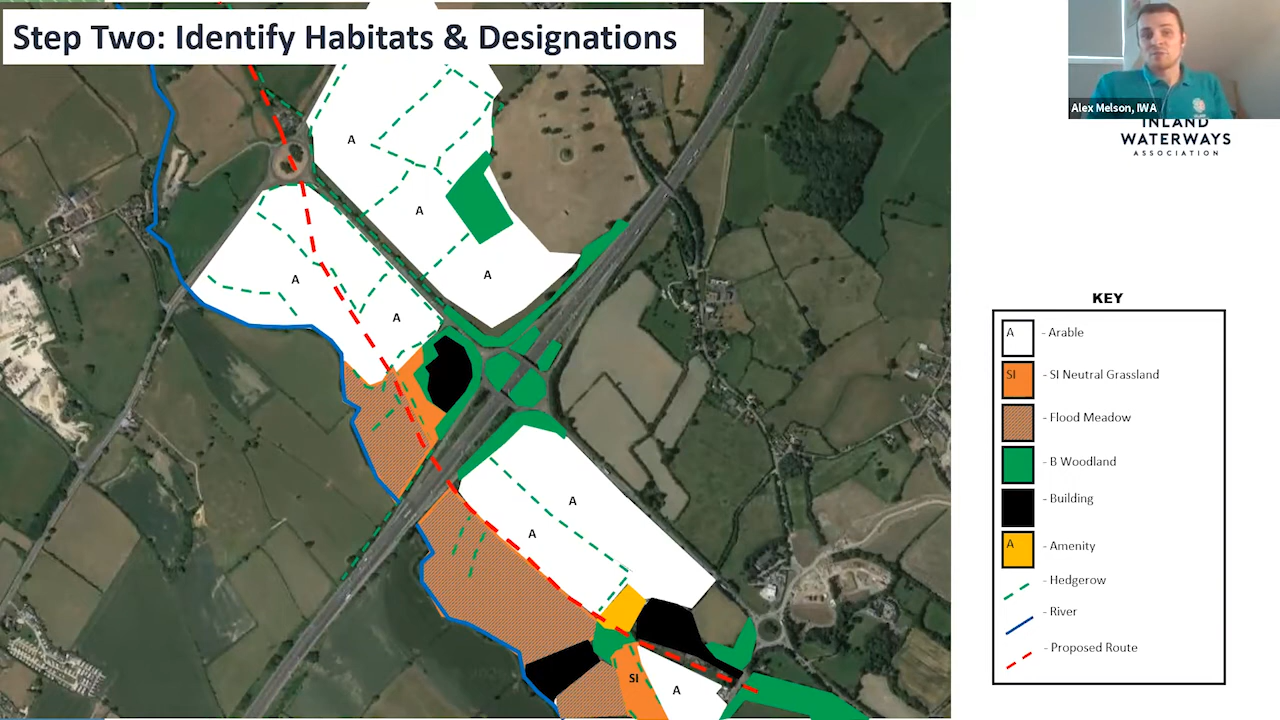 Step Two: Identify Habitats & Designations
Alex Melson, IWA
INLAND
WATERWAYS
ASSOCIATION
A
A
A
A
A
A
A
SI
A
KEY
A - Arable
SI - SI Neutral Grassland
- Flood Meadow
- B Woodland
- Building
A - Amenity
- Hedgerow
- River
- Proposed Route